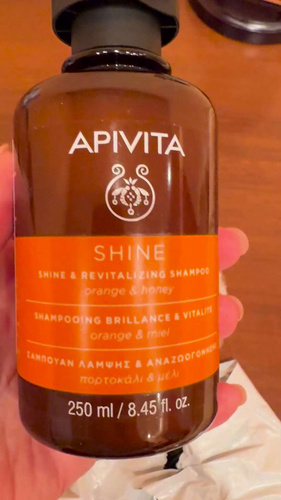 APIVITA
SHINE
SHINE & REVITALIZING SHAMPOO
orange & honey
SHAMPOOING BRILLANCE & VITALITÉ
orange & miel
ΣΑΜΠΟΥΑΝ ΛΑΜΨΗΣ & ΑΝΑΖΩΟΓΟΝΗΣΗΣ
πορτοκάλι & μέλι
250 ml / 8.45 fl. oz.